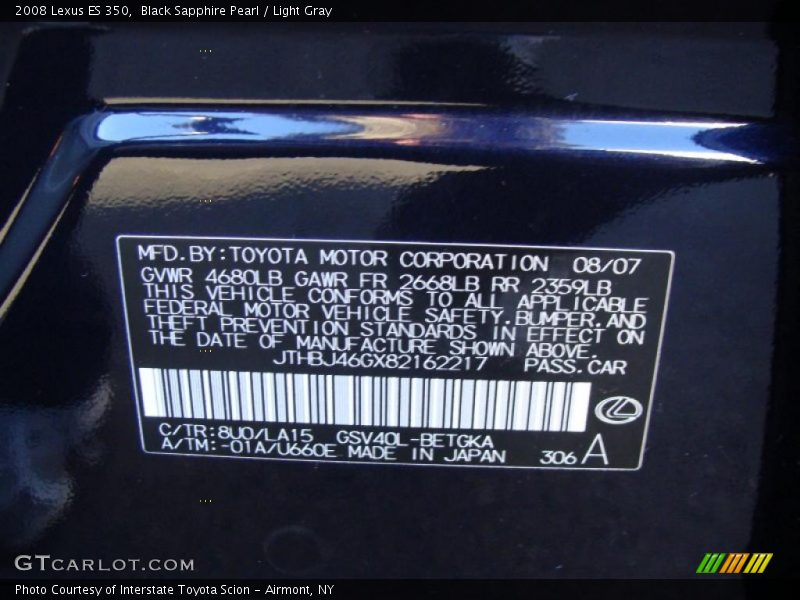 2008 Lexus ES 350,  Black Sapphire Pearl / Light Gray
MFD.BY:TOYOTA MOTOR CORPORATION 08/07
GVWR 4680LB GAWR FR 2668LB RR 2359LB
THIS VEHICLE CONFORMS TO ALL APPLICABLE
FEDERAL MOTOR VEHICLE SAFETY,BUMPER,AND
THEFT PREVENTION STANDARDS IN EFFECT ON
THE DATE OF MANUFACTURE SHOWN ABOVE.
JTHBJ46GX82162217 PASS.CAR
C/TR:8U0/LA15 GSV40L-BETGKA
A/TM:-01A/U660E MADE IN JAPAN 306 A
GTcarlot.com
Photo Courtesy of Interstate Toyota Scion - Airmont, NY